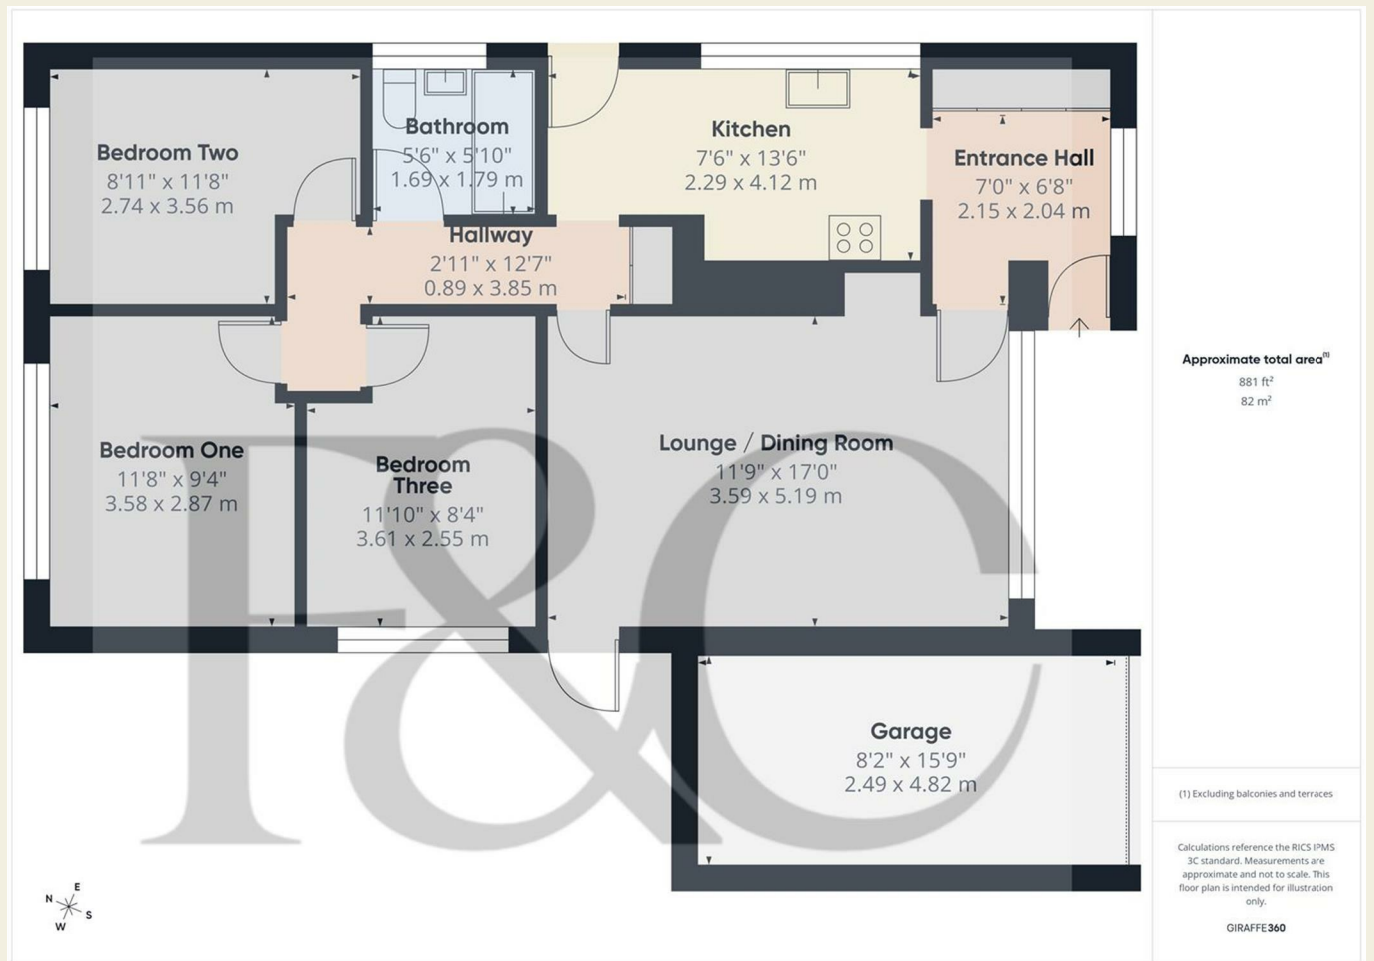 Bedroom Two
8'11" x 11'8"
2.74 x 3.56 m
Bathroom
5'6" x 5'10"
1.69 x 1.79 m
Kitchen
7'6" x 13'6"
2.29 x 4.12 m
Entrance Hall
7'0" x 6'8"
2.15 x 2.04 m
Hallway
2'11" x 12'7"
0.89 x 3.85 m
Bedroom One
11'8" x 9'4"
3.58 x 2.87 m
Bedroom
Three
11'10" x 8'4"
3.61 x 2.55 m
Lounge / Dining Room
11'9" x 17'0"
3.59 x 5.19 m
Garage
8'2" x 15'9"
2.49 x 4.82 m
F&C
N E
W S
Approximate total area(1)
881 ft²
82 m²
(1) Excluding balconies and terraces
Calculations reference the RICS IPMS
3C standard. Measurements are
approximate and not to scale. This
floor plan is intended for illustration
only.
GIRAFFE360